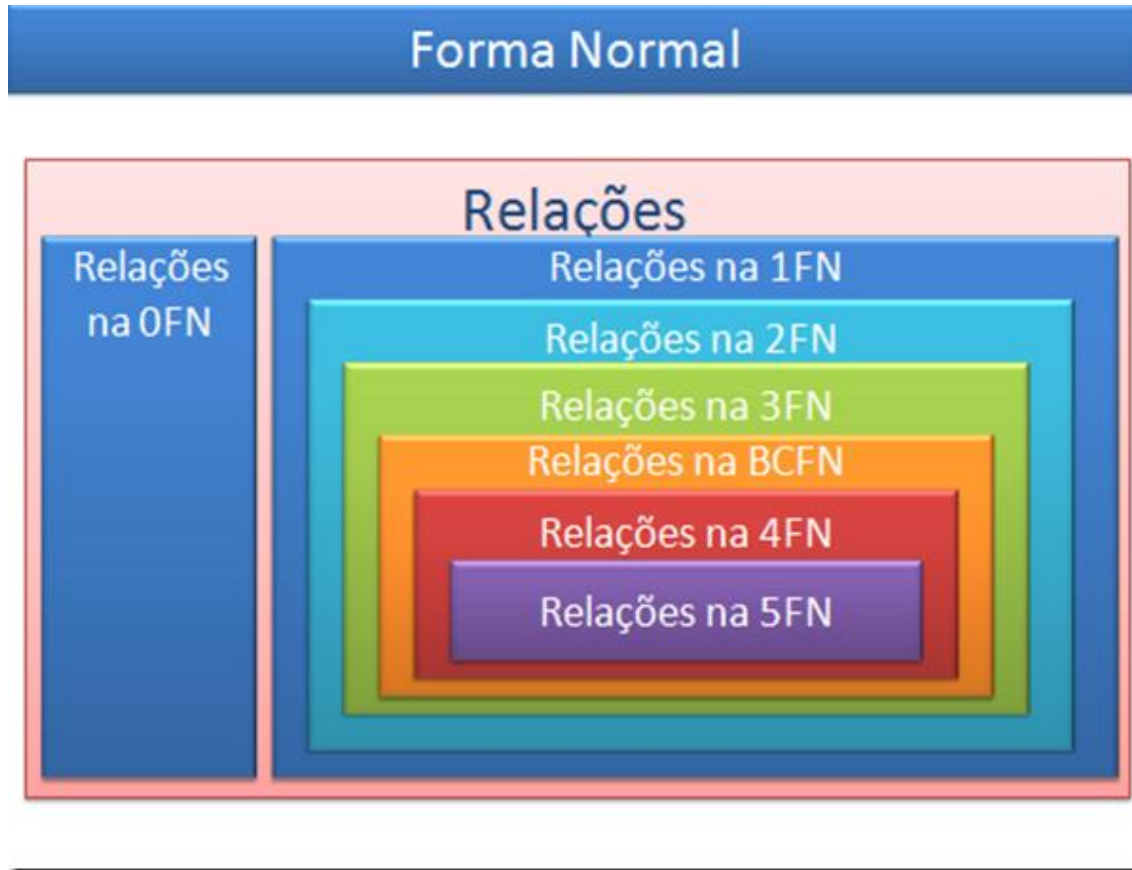 Forma Normal
Relações
Relações
na 0FN
Relações na 1FN
Relações na 2FN
Relações na 3FN
Relações na BCFN
Relações na 4FN
Relações na 5FN